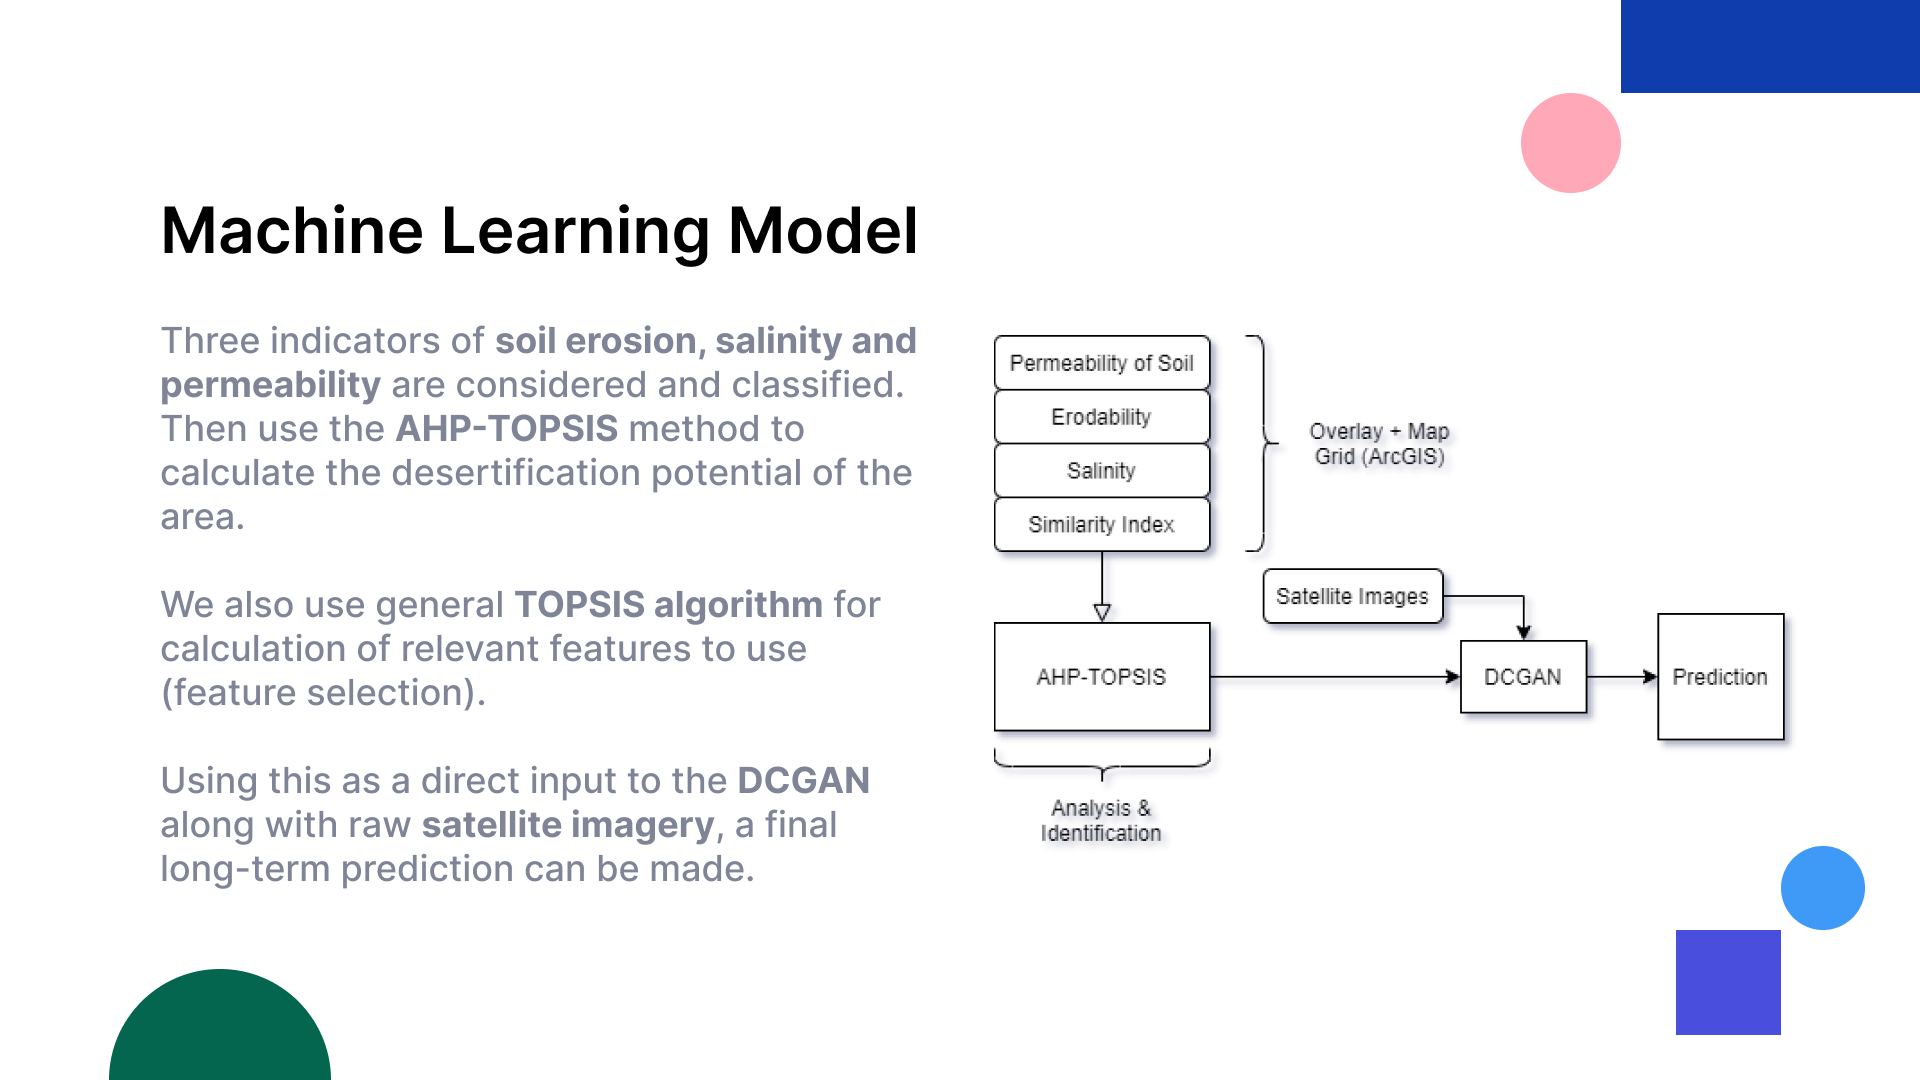 Machine Learning Model
Three indicators of soil erosion, salinity and
permeability are considered and classified.
Then use the AHP-TOPSIS method to
calculate the desertification potential of the
area.
We also use general TOPSIS algorithm for
calculation of relevant features to use
(feature selection).
Using this as a direct input to the DCGAN
along with raw satellite imagery, a final
long-term prediction can be made.
Permeability of Soil
Erodability
Salinity
Similarity Index
Overlay + Map
Grid (ArcGIS)
Satellite Images
AHP-TOPSIS
DCGAN
Prediction
Analysis &
Identification